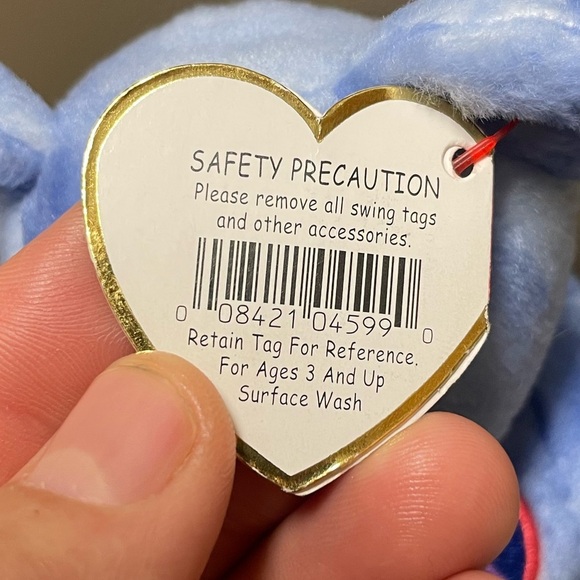 SAFETY PRECAUTION
Please remove all swing tags
and other accessories.
0 08421 04599 0
Retain Tag For Reference.
For Ages 3 And Up
Surface Wash